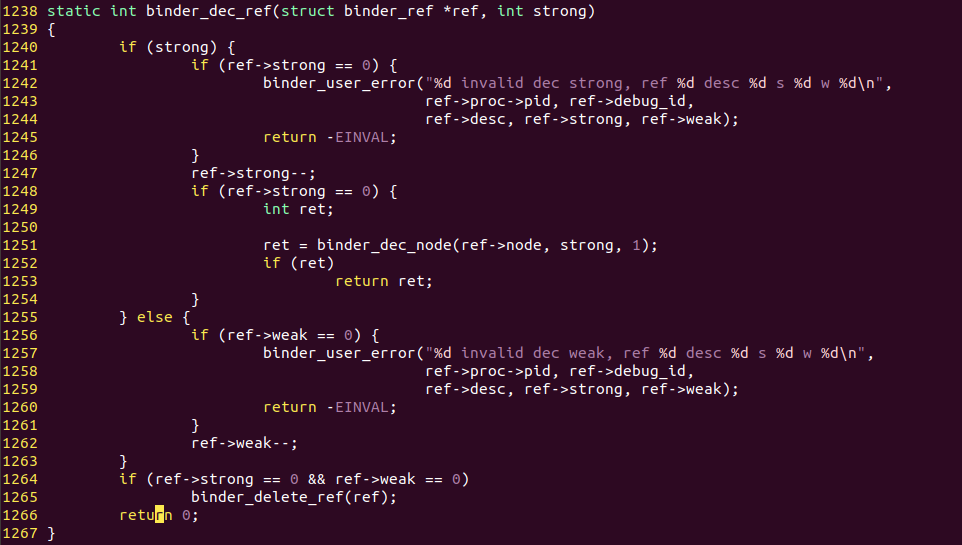 1238 static int binder_dec_ref(struct binder_ref *ref, int strong)
1239 {
1240         if (strong) {
1241                 if (ref->strong == 0) {
1242                         binder_user_error("%d invalid dec strong, ref %d desc %d s %d w %d\n",
1243                                           ref->proc->pid, ref->debug_id,
1244                                           ref->desc, ref->strong, ref->weak);
1245                         return -EINVAL;
1246                 }
1247                 ref->strong--;
1248                 if (ref->strong == 0) {
1249                         int ret;
1250
1251                         ret = binder_dec_node(ref->node, strong, 1);
1252                         if (ret)
1253                                 return ret;
1254                 }
1255         } else {
1256                 if (ref->weak == 0) {
1257                         binder_user_error("%d invalid dec weak, ref %d desc %d s %d w %d\n",
1258                                           ref->proc->pid, ref->debug_id,
1259                                           ref->desc, ref->strong, ref->weak);
1260                         return -EINVAL;
1261                 }
1262                 ref->weak--;
1263         }
1264         if (ref->strong == 0 && ref->weak == 0)
1265                 binder_delete_ref(ref);
1266         return 0;
1267 }